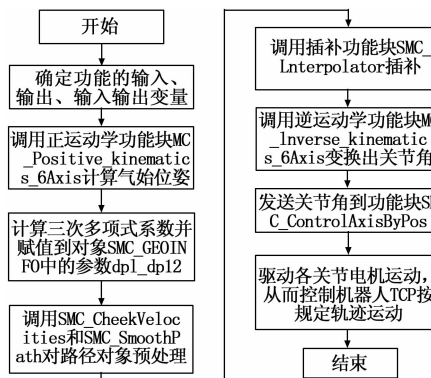 开始
确定功能的输入、
输出、输入输出变量
调用正运动学功能块MC
_Positive_kinematic
s_6Axis计算气始位姿
计算三次多项式系数并
赋值到对象SMC_GEOIN
FO中的参数dpl_dp12
调用SMC_CheekVeloc
ities和SMC_SmoothP
ath对路径对象预处理
调用插补功能块SMC_
Lnterpolator插补
调用逆运动学功能块MC
_lnverse_kinematic
s_6Axis变换出关节角
发送关节角到功能块SM
C_ControlAxisByPos
驱动各关节电机运动，
从而控制机器人TCP按
规定轨迹运动
结束